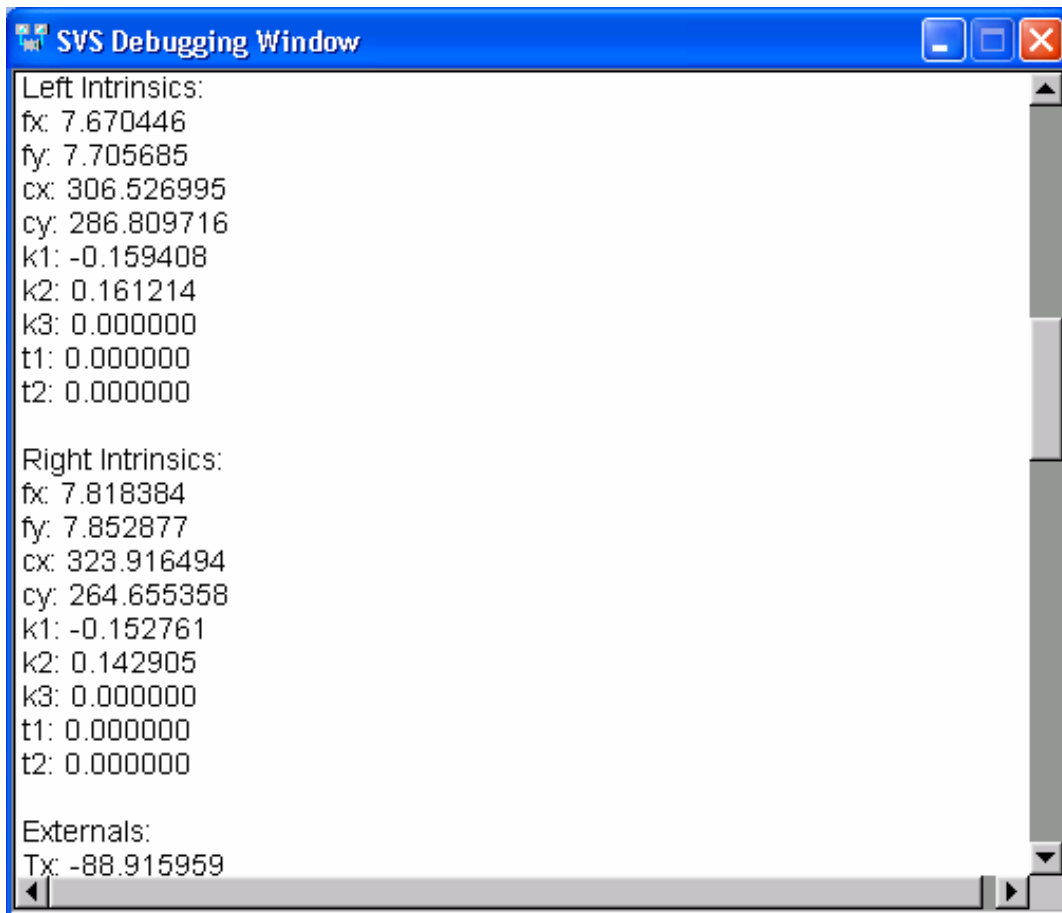 SVS Debugging Window
Left Intrinsics:
fx: 7.670446
fy: 7.705685
cx: 306.526995
cy: 286.809716
k1: -0.159408
k2: 0.161214
k3: 0.000000
t1: 0.000000
t2: 0.000000
Right Intrinsics:
fx: 7.818384
fy: 7.852877
cx: 323.916494
cy: 264.655358
k1: -0.152761
k2: 0.142905
k3: 0.000000
t1: 0.000000
t2: 0.000000
Externals:
Tx: -88.915959